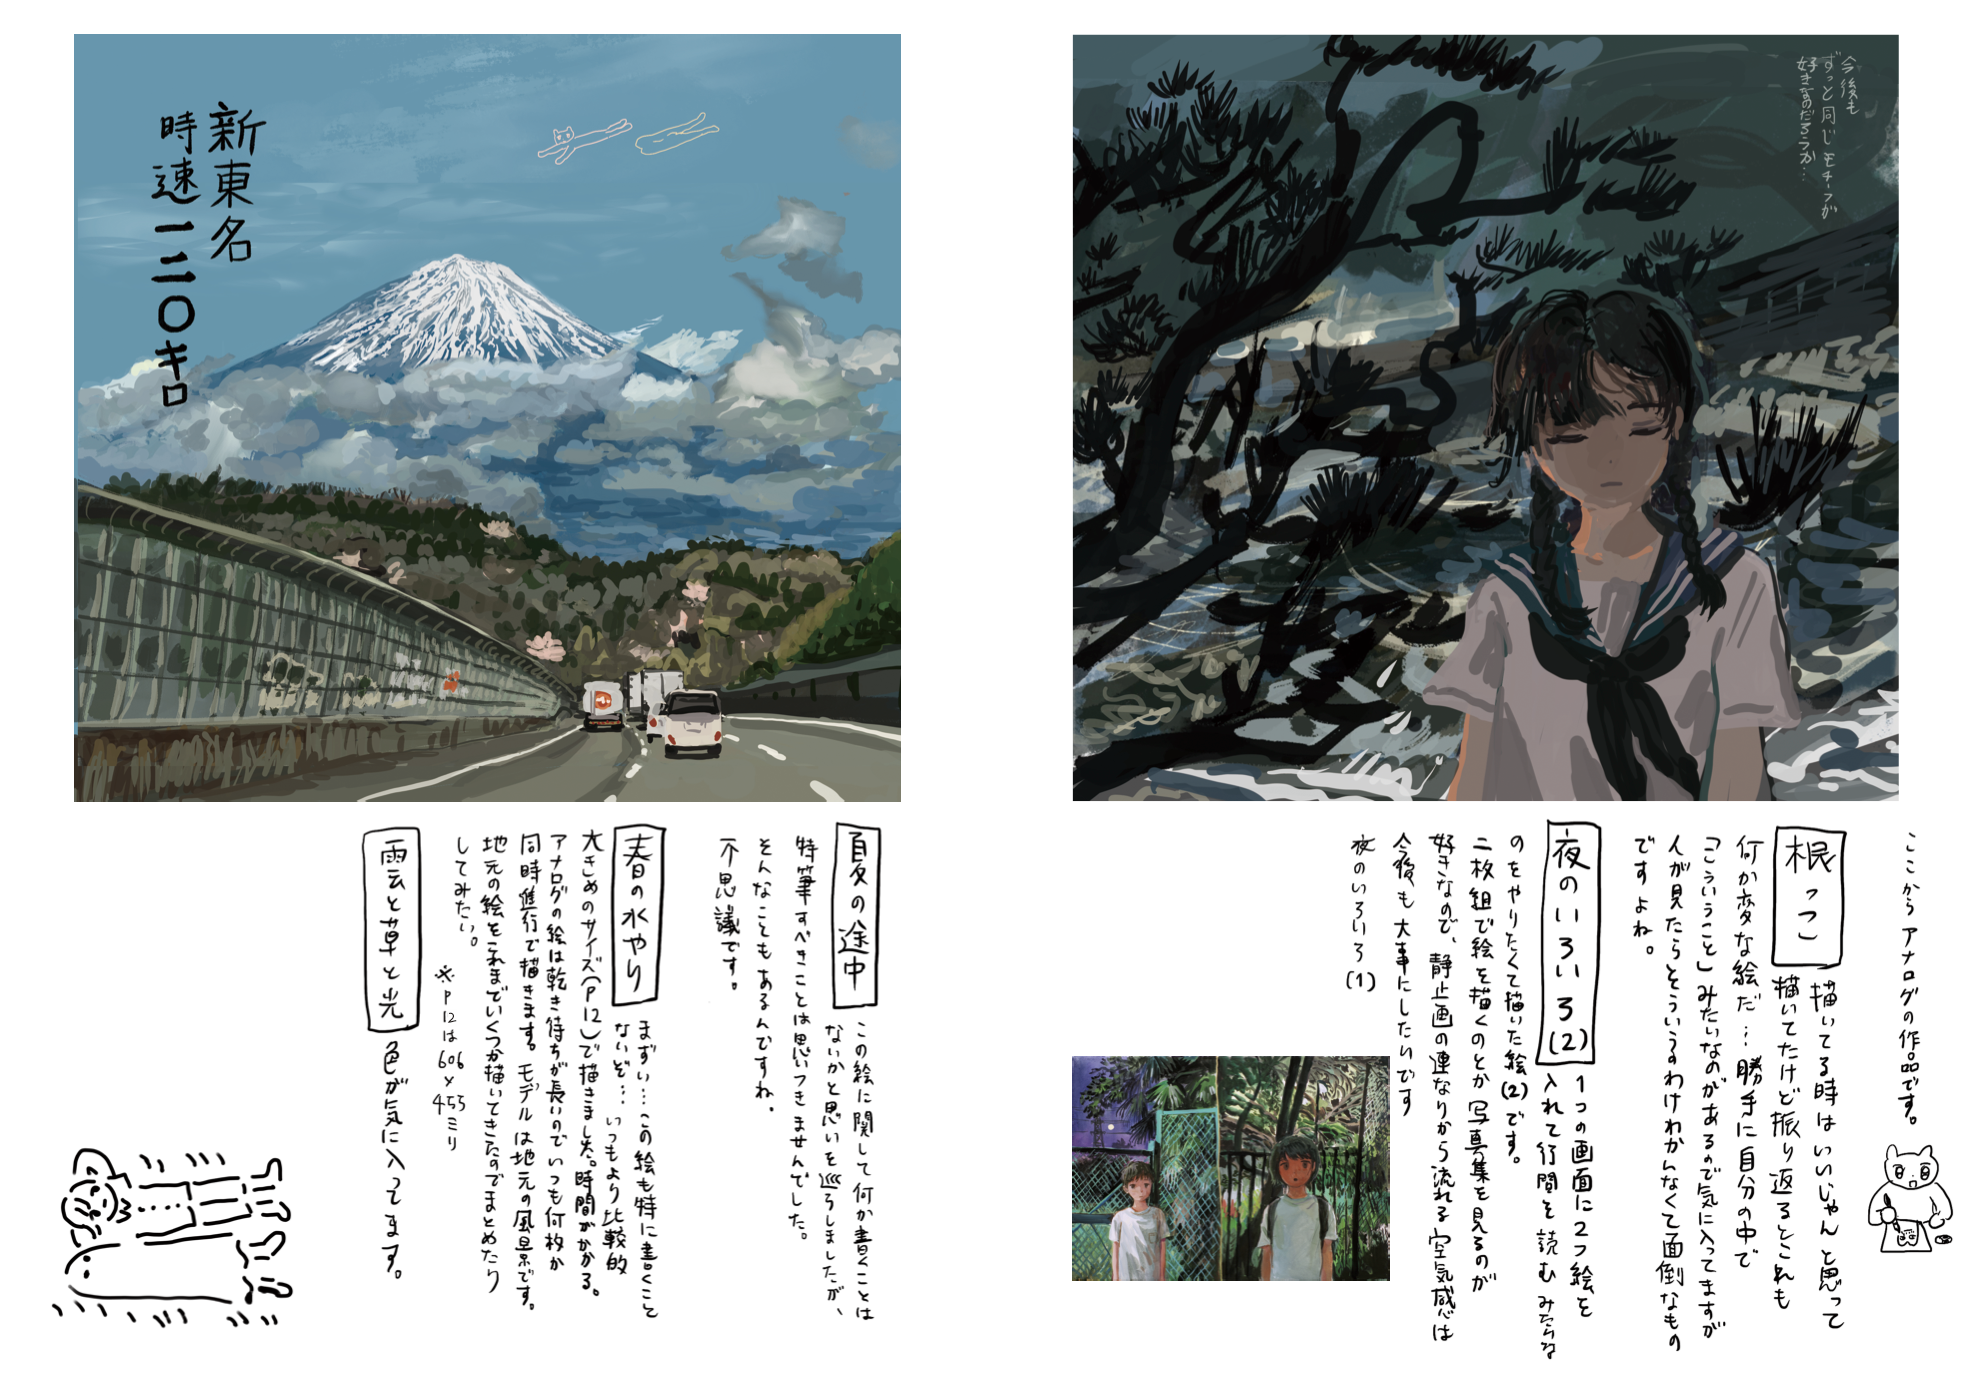 今後も
ずっと同じモチーフが
好きなのだろうか…
ここからアナログの作品です。
根っこ
描いてる時はいいじゃんと思って
描いてたけど振り返るとこれも
何か変な絵だ…勝手に自分の中で
「こういうこと」みたいなのがあるので気に入ってますが
人が見たらそういうのわけわかんなくて面倒なもの
ですよね。
夜のいろいろ(2)
1つの画面に2つ絵を
入れて行間を読むみたいな
のをやりたくて描いた絵(2)です。
二枚組で絵を描くのとか写真集を見るのが
好きなので、静止画の連なりから流れる空気感は
今後も大事にしたいです
夜のいろいろ(1)
新東名
時速一二〇キロ
夏の途中
この絵に関して何か書くことは
ないかと思いを巡らしましたが、
特筆すべきことは思いつきませんでした。
そんなこともあるんですね。
不思議です。
春の水やり
まずい…この絵も特に書くこと
ないぞ…いつもより比較的
大きめのサイズ(P12)で描きました。時間がかかる。
アナログの絵は乾き待ちが長いのでいつも何枚か
同時進行で描きます。モデルは地元の風景です。
地元の絵をこれまでいくつか描いてきたのでまとめたり
してみたい。
※P12は606×455ミリ
雲と草と光
色が気に入ってます。